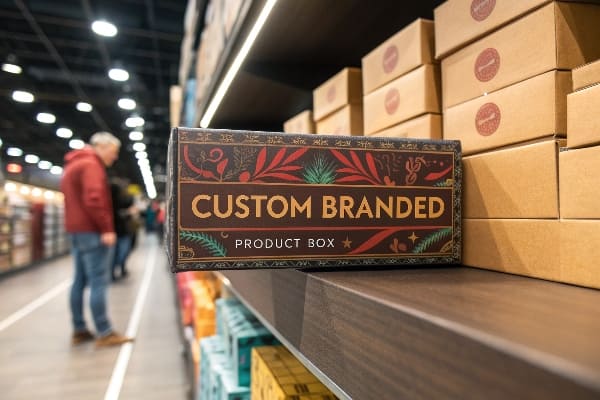 CUSTOM BRANDED
PRODUCT BOX